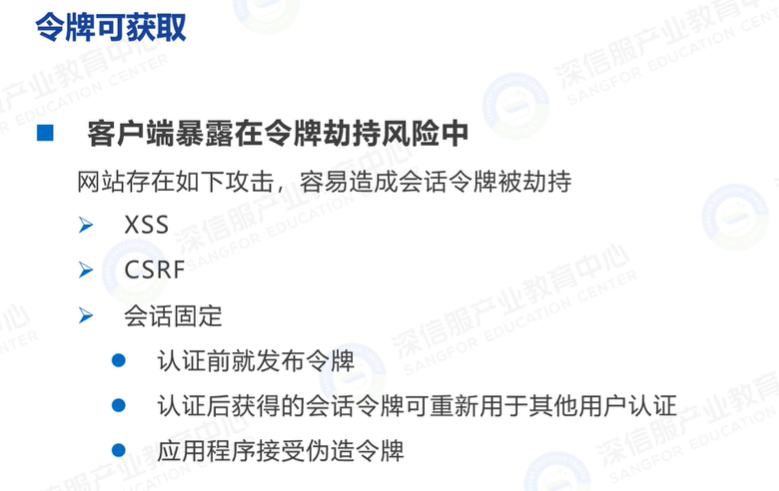 令牌可获取
客户端暴露在令牌劫持风险中
网站存在如下攻击，容易造成会话令牌被劫持
XSS
CSRF
会话固定
认证前就发布令牌
认证后获得的会话令牌可重新用于其他用户认证
应用程序接受伪造令牌
深信服产业教育中心
SANGFOR EDUCATION CENTER